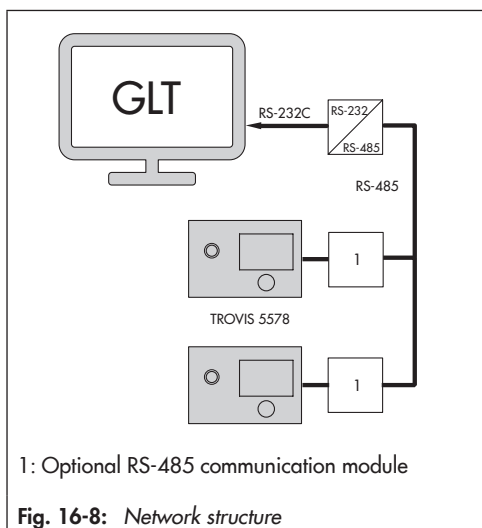 GLT
RS-232C
RS-232
RS-485
RS-485
1
TROVIS 5578
1
1: Optional RS-485 communication module
Fig. 16-8: Network structure